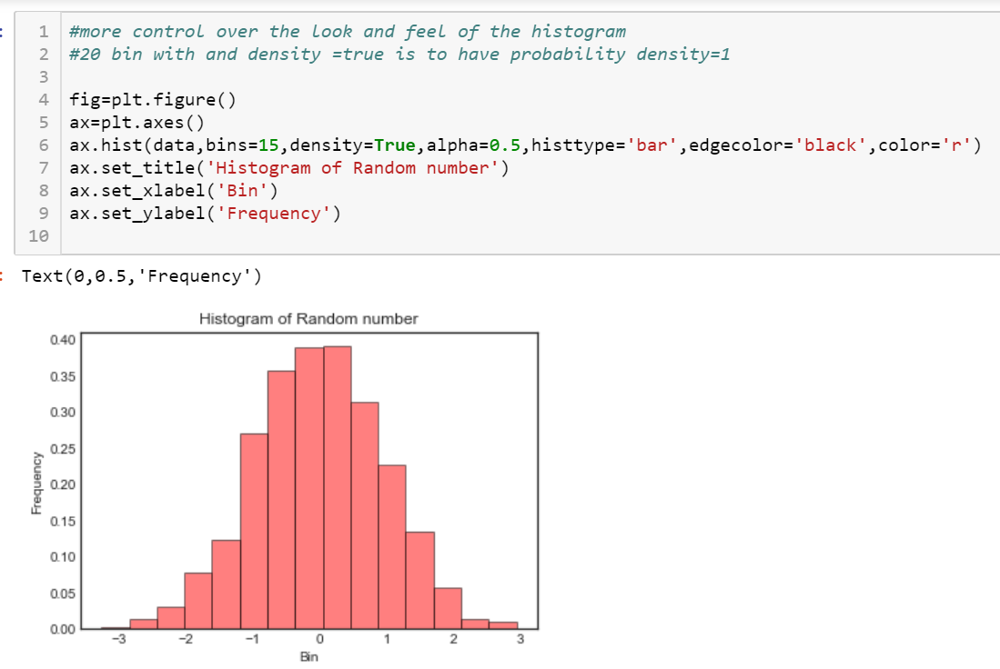 1 #more control over the look and feel of the histogram
2 #20 bin with and density =true is to have probability density=1
3
4 fig=plt.figure()
5 ax=plt.axes()
6 ax.hist(data,bins=15,density=True,alpha=0.5,histtype='bar',edgecolor='black',color='r')
7 ax.set_title('Histogram of Random number')
8 ax.set_xlabel('Bin')
9 ax.set_ylabel('Frequency')
10
: Text(0,0.5,'Frequency')
Histogram of Random number
0.40
0.35
0.30
0.25
0.20
0.15
0.10
0.05
0.00
Frequency
−3 −2 −1 0 1 2 3
Bin